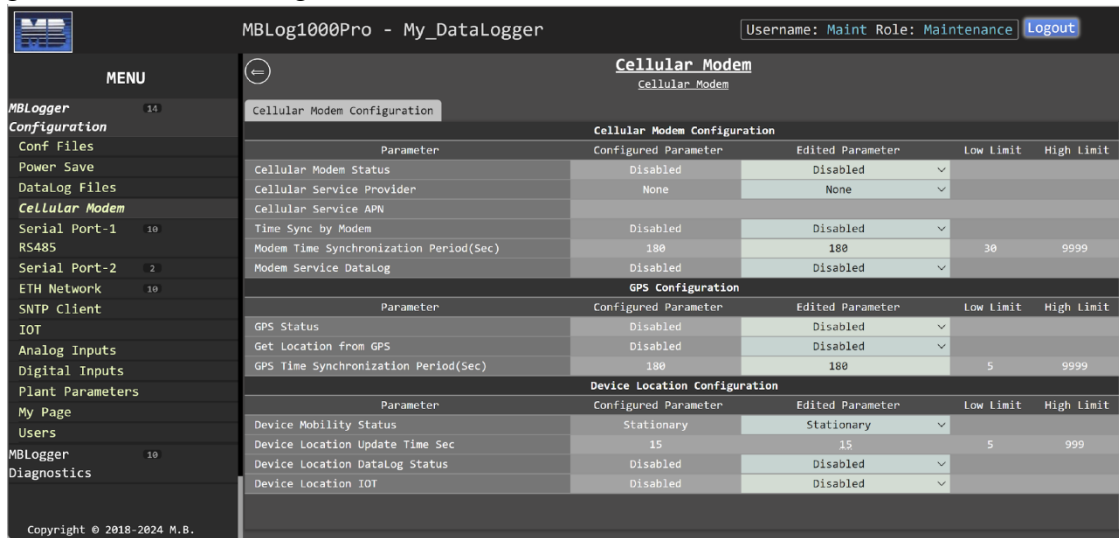 MB
MBLog1000Pro - My_DataLogger
Username: Maint Role: Maintenance
Logout
MENU
MBLogger 14
Configuration
Conf Files
Power Save
DataLog Files
Cellular Modem
Serial Port-1 10
RS485
Serial Port-2 2
ETH Network 10
SNTP Client
IOT
Analog Inputs
Digital Inputs
Plant Parameters
My Page
Users
MBLogger 10
Diagnostics
Copyright © 2018-2024 M.B.
Cellular Modem
Cellular Modem
Cellular Modem Configuration
Cellular Modem Configuration
Parameter Configured Parameter Edited Parameter Low Limit High Limit
Cellular Modem Status Disabled Disabled
Cellular Service Provider None None
Cellular Service APN
Time Sync by Modem Disabled Disabled
Modem Time Synchronization Period(Sec) 180 180 30 9999
Modem Service DataLog Disabled Disabled
GPS Configuration
Parameter Configured Parameter Edited Parameter Low Limit High Limit
GPS Status Disabled Disabled
Get Location from GPS Disabled Disabled
GPS Time Synchronization Period(Sec) 180 180 5 9999
Device Location Configuration
Parameter Configured Parameter Edited Parameter Low Limit High Limit
Device Mobility Status Stationary Stationary
Device Location Update Time Sec 15 15 5 999
Device Location DataLog Status Disabled Disabled
Device Location IOT Disabled Disabled